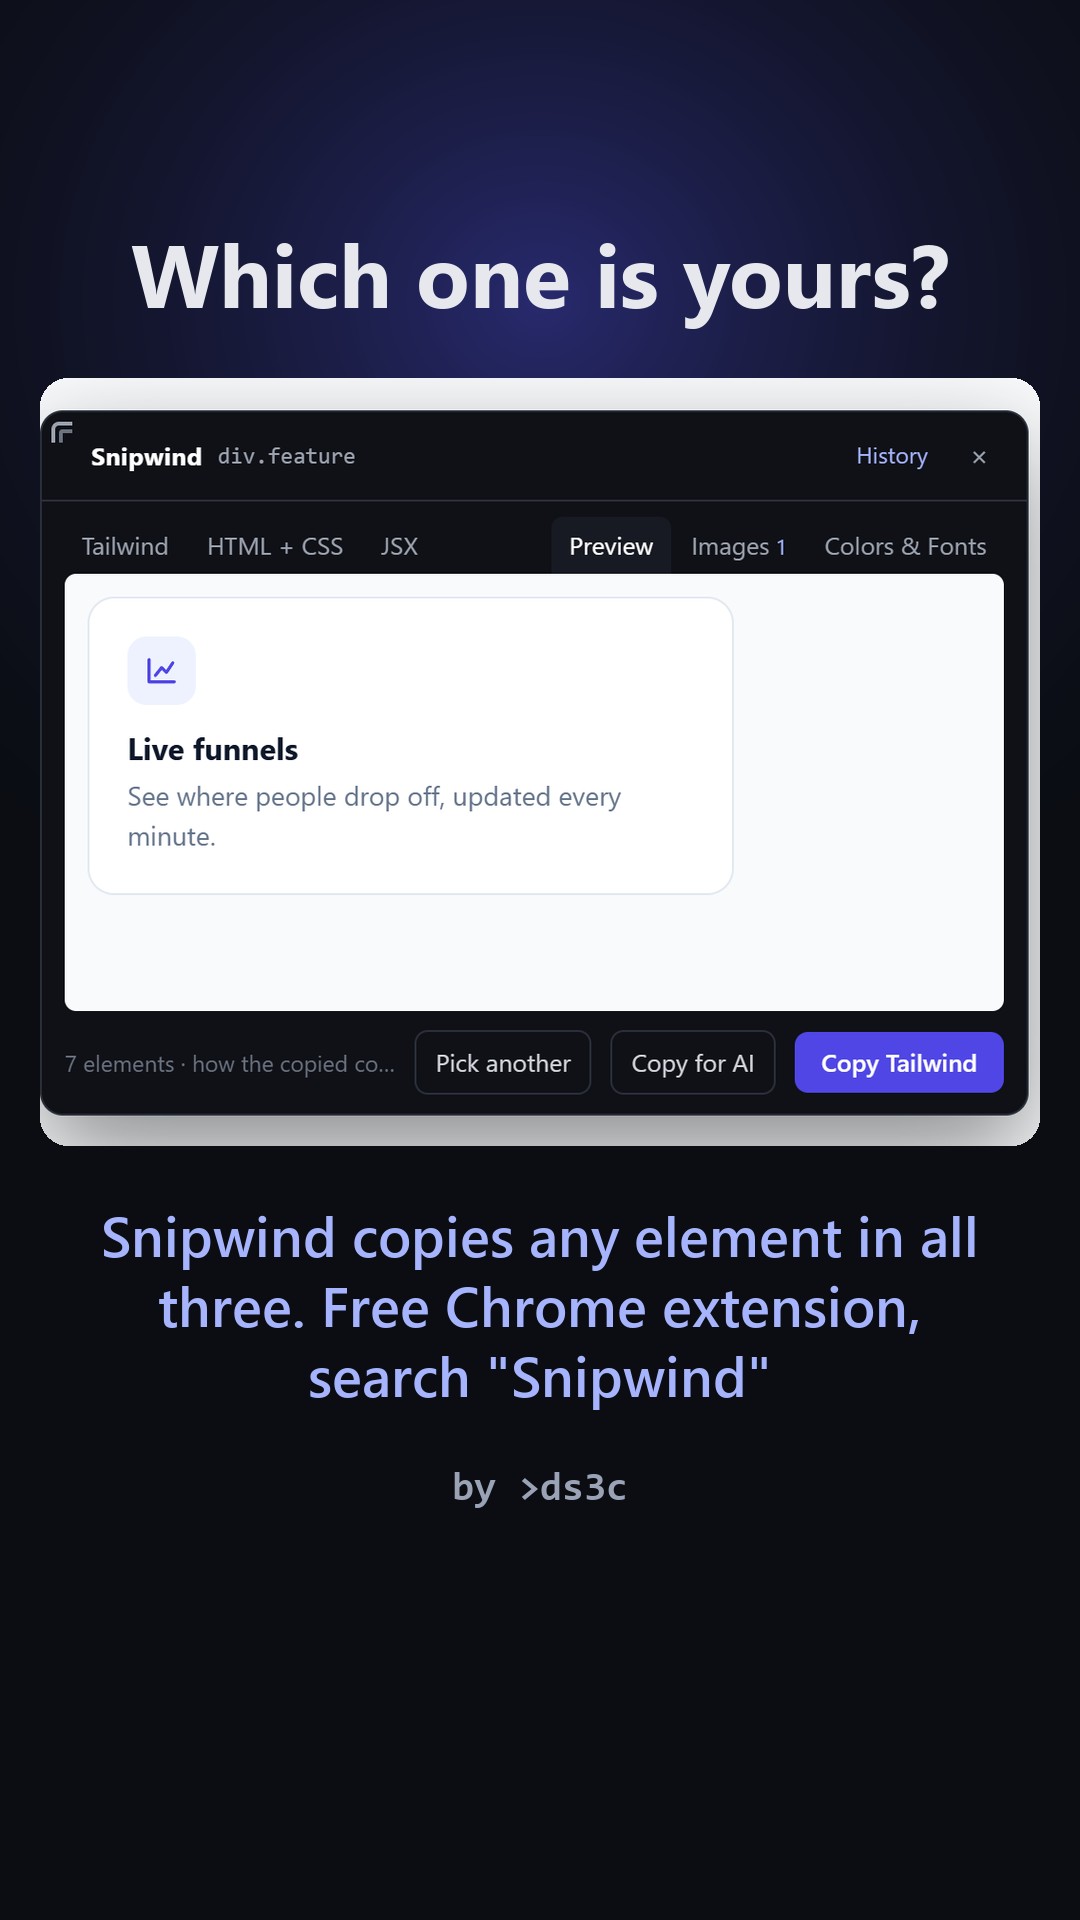 Which one is yours?
Snipwind div.feature History ×
Tailwind HTML + CSS JSX Preview Images 1 Colors & Fonts
Live funnels
See where people drop off, updated every
minute.
7 elements · how the copied co... Pick another Copy for AI Copy Tailwind
Snipwind copies any element in all
three. Free Chrome extension,
search "Snipwind"
by >ds3c